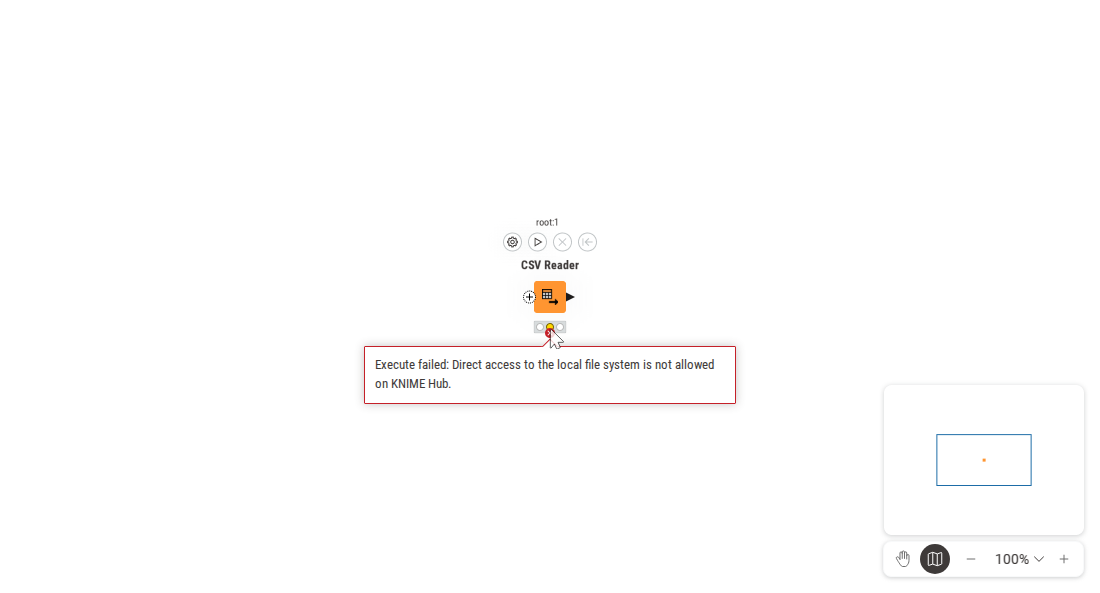 root:1
CSV Reader
Execute failed: Direct access to the local file system is not allowed
on KNIME Hub.
100%